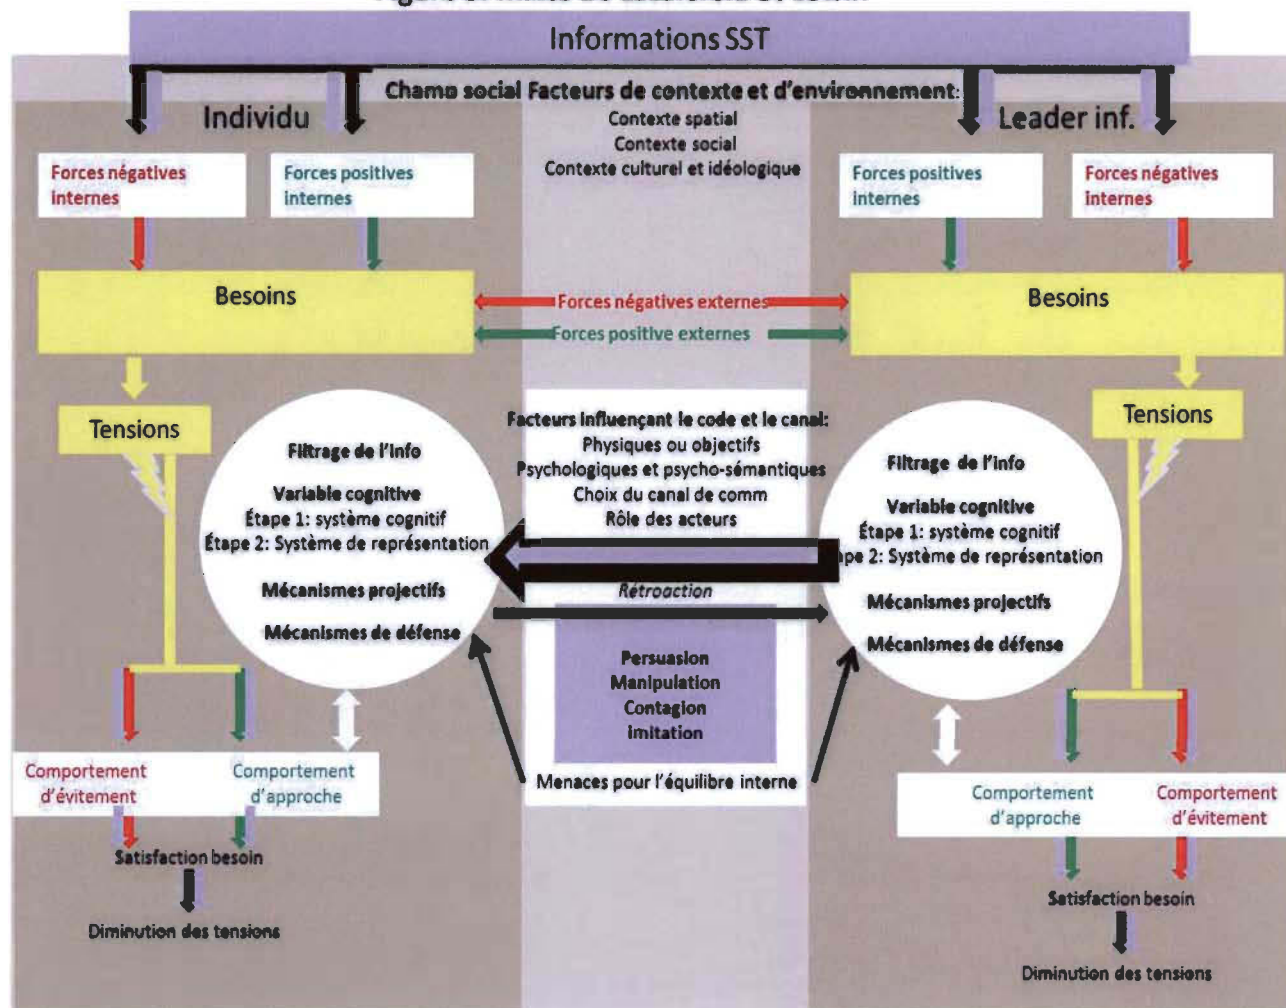 Informations SST
Champ social Facteurs de contexte et d'environnement:
Contexte spatial
Contexte social
Contexte culturel et idéologique
Individu
Leader inf.
Forces négatives
internes
Forces positives
internes
Forces positives
internes
Forces négatives
internes
Besoins
Forces négatives externes
Forces positive externes
Besoins
Tensions
Tensions
Filtrage de l'info
Variable cognitive
Étape 1: système cognitif
Étape 2: Système de représentation
Mécanismes projectifs
Mécanismes de défense
Facteurs influençant le code et le canal:
Physiques ou objectifs
Psychologiques et psycho-sémantiques
Choix du canal de comm
Rôle des acteurs
Rétroaction
Persuasion
Manipulation
Contagion
Imitation
Menaces pour l'équilibre interne
Filtrage de l'info
Variable cognitive
Étape 1: système cognitif
ape 2: Système de représentation
Mécanismes projectifs
Mécanismes de défense
Comportement
d'évitement
Comportement
d'approche
Satisfaction besoin
Diminution des tensions
Comportement
d'approche
Comportement
d'évitement
Satisfaction besoin
Diminution des tensions